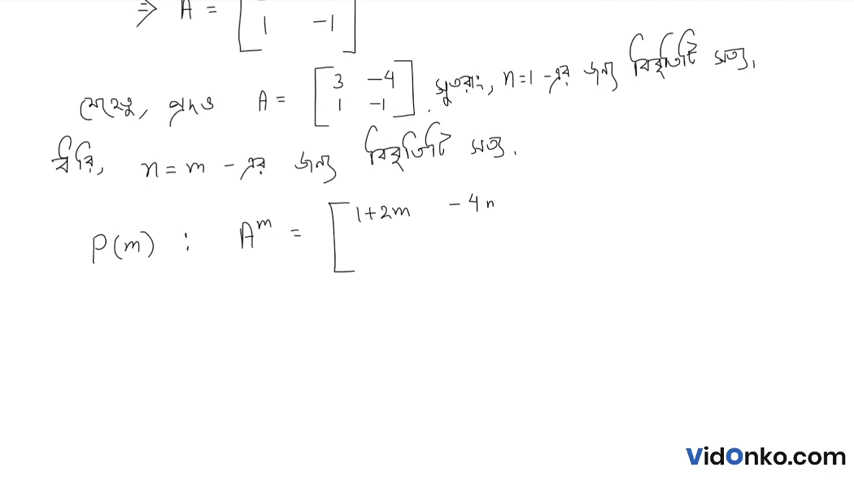 ⇒ A = [ 1 -1 ]
যেহেতু, প্রদত্ত A = [ 3 -4 1 -1 ]. সুতরাং, n=1 -এর জন্য বিবৃতিটি সত্য।
ধরি, n = m -এর জন্য বিবৃতিটি সত্য.
P(m) : A^m = [ 1+2m -4n
VidOnko.com